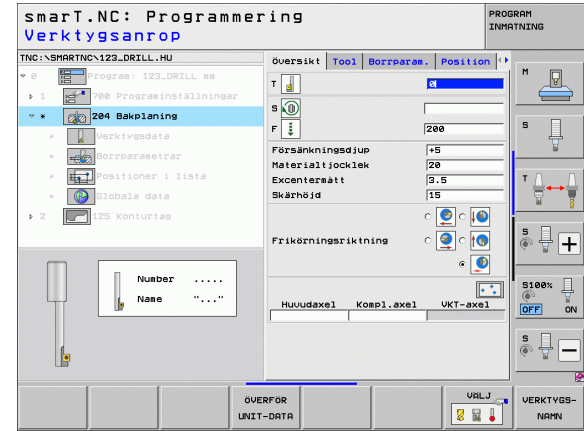 smarT.NC: Programmering
Verktygsanrop
PROGRAM
INMATNING
TNC:\SMARTNC\123_DRILL.HU
0 Program: 123_DRILL mm
1 700 Programinställningar
* 204 Bakplaning
* Verktygsdata
* Borrparametrar
* Positioner i lista
* Globala data
2 125 Konturtåg
Översikt Tool Borrparam. Position
T 0
S
F 200
Försänkningsdjup +5
Materialtjocklek 20
Excentermått 3.5
Skärhöjd 15
Frikörningsriktning
Huvudaxel Kompl.axel VKT-axel
Number .....
Name "..."
M
S
T
S
S100%
OFF ON
S
ÖVERFÖR
UNIT-DATA
VALJ
VERKTYGS-
NAMN